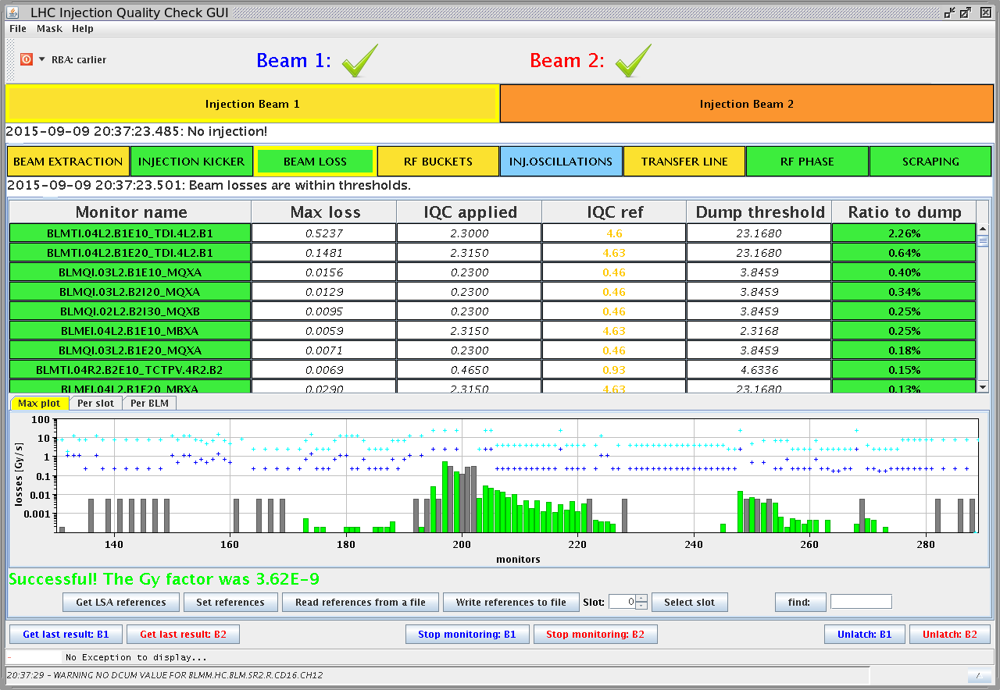 LHC Injection Quality Check GUI
File Mask Help
RBA: carlier Beam 1: Beam 2:
Injection Beam 1 Injection Beam 2
2015-09-09 20:37:23.485: No injection!
BEAM EXTRACTION INJECTION KICKER BEAM LOSS RF BUCKETS INJ.OSCILLATIONS TRANSFER LINE RF PHASE SCRAPING
2015-09-09 20:37:23.501: Beam losses are within thresholds.
Monitor name Max loss IQC applied IQC ref Dump threshold Ratio to dump
BLMTI.04L2.B1E10_TDI.4L2.B1 0.5237 2.3000 4.6 23.1680 2.26%
BLMTI.04L2.B1E20_TDI.4L2.B1 0.1481 2.3150 4.63 23.1680 0.64%
BLMQI.03L2.B1E10_MQXA 0.0156 0.2300 0.46 3.8459 0.40%
BLMQI.03L2.B2I20_MQXA 0.0129 0.2300 0.46 3.8459 0.34%
BLMQI.02L2.B2I30_MQXB 0.0095 0.2300 0.46 3.8459 0.25%
BLMEI.04L2.B1E10_MBXA 0.0059 2.3150 4.63 2.3168 0.25%
BLMQI.03L2.B1E20_MQXA 0.0071 0.2300 0.46 3.8459 0.18%
BLMTI.04R2.B2E10_TCTPV.4R2.B2 0.0069 0.4650 0.93 4.6336 0.15%
BLMEI.04L2.B1E20_MBXA 0.0290 2.3150 4.63 23.1680 0.13%
Max plot Per slot Per BLM
100
10
1
0.1
0.01
0.001
losses [Gy/s]
140 160 180 200 220 240 260 280
monitors
Successful! The Gy factor was 3.62E-9
Get LSA references Set references Read references from a file Write references to file Slot: 0 Select slot find:
Get last result: B1 Get last result: B2 Stop monitoring: B1 Stop monitoring: B2 Unlatch: B1 Unlatch: B2
- No Exception to display...
20:37:29 - WARNING NO DCUM VALUE FOR BLMM.HC.BLM.SR2.R.CD16.CH12